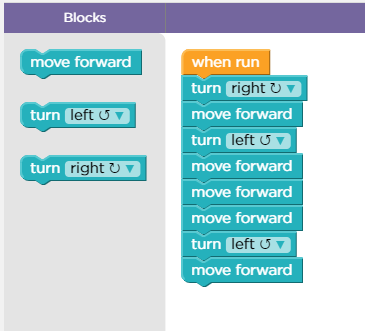 Blocks
move forward
turn left ↺ ▼
turn right ↻ ▼
when run
turn right ↻ ▼
move forward
turn left ↺ ▼
move forward
move forward
move forward
turn left ↺ ▼
move forward